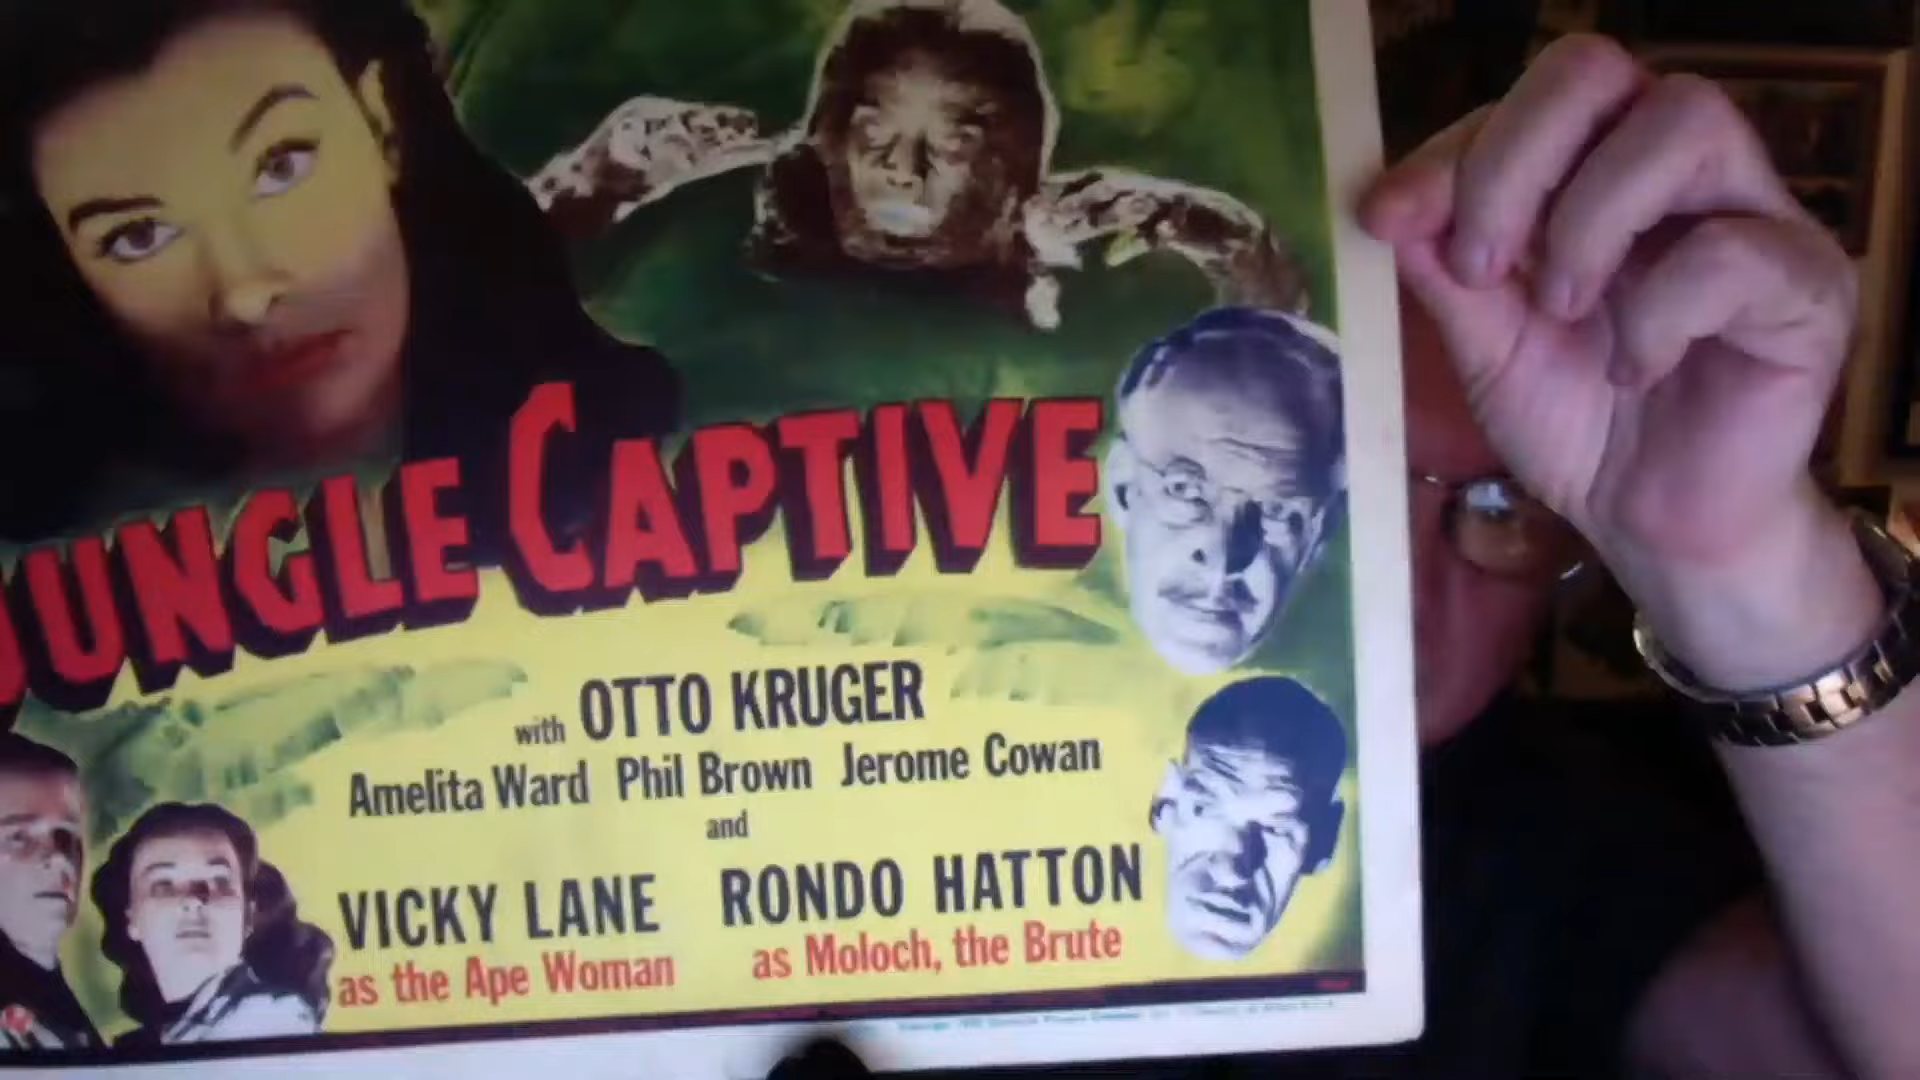 JUNGLE CAPTIVE
with OTTO KRUGER
Amelita Ward Phil Brown Jerome Cowan
and
VICKY LANE RONDO HATTON
as the Ape Woman as Moloch, the Brute